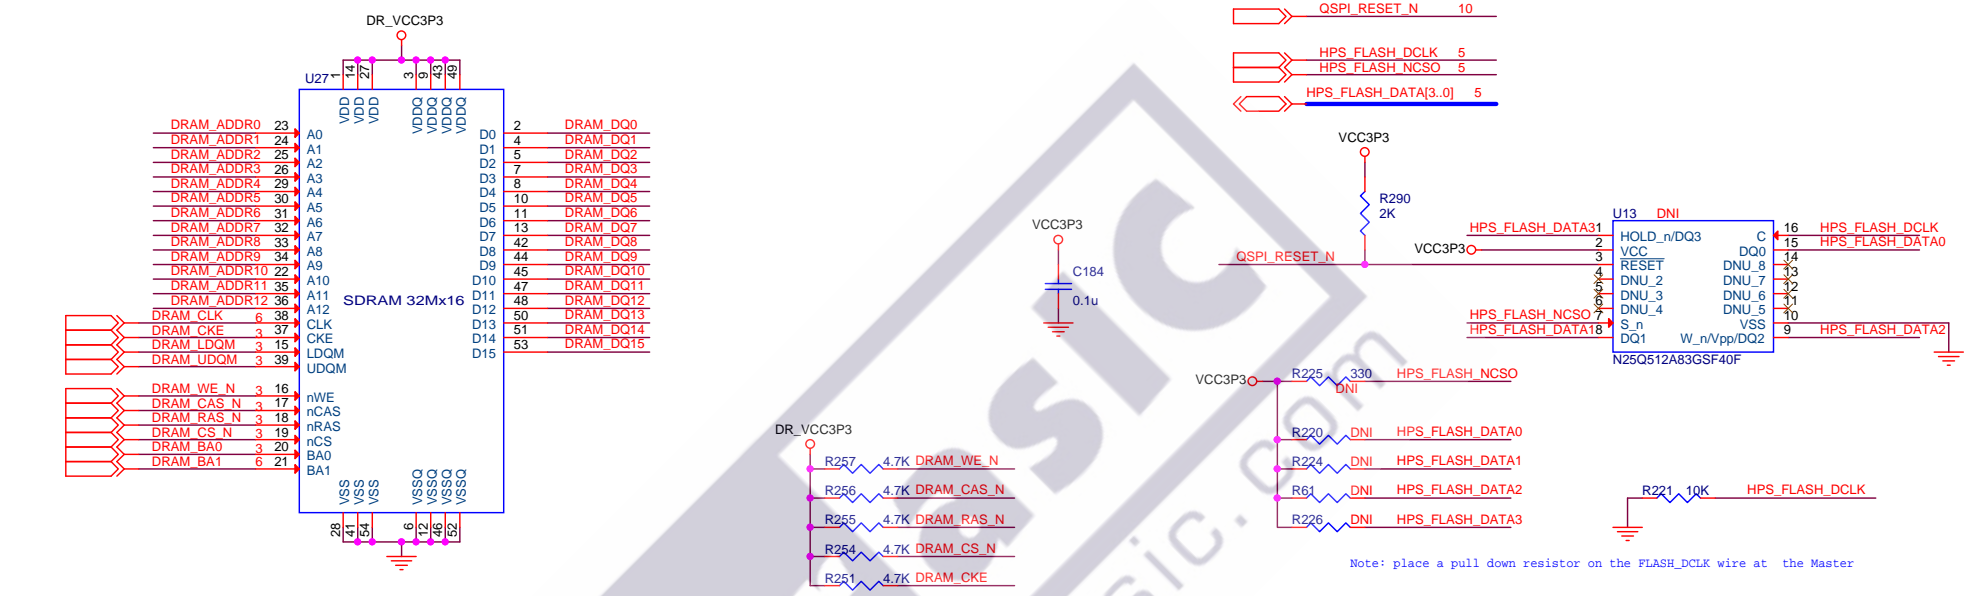 DR_VCC3P3
U27
1 14 27 3 9 43 49
VDD VDD VDD VDDQ VDDQ VDDQ VDDQ
DRAM_ADDR0 23 A0 D0 2 DRAM_DQ0
DRAM_ADDR1 24 A1 D1 4 DRAM_DQ1
DRAM_ADDR2 25 A2 D2 5 DRAM_DQ2
DRAM_ADDR3 26 A3 D3 7 DRAM_DQ3
DRAM_ADDR4 29 A4 D4 8 DRAM_DQ4
DRAM_ADDR5 30 A5 D5 10 DRAM_DQ5
DRAM_ADDR6 31 A6 D6 11 DRAM_DQ6
DRAM_ADDR7 32 A7 D7 13 DRAM_DQ7
DRAM_ADDR8 33 A8 D8 42 DRAM_DQ8
DRAM_ADDR9 34 A9 D9 44 DRAM_DQ9
DRAM_ADDR10 22 A10 D10 45 DRAM_DQ10
DRAM_ADDR11 35 A11 D11 47 DRAM_DQ11
DRAM_ADDR12 36 A12 D12 48 DRAM_DQ12
SDRAM 32Mx16
DRAM_CLK 6 38 CLK D13 50 DRAM_DQ13
DRAM_CKE 3 37 CKE D14 51 DRAM_DQ14
DRAM_LDQM 3 15 LDQM D15 53 DRAM_DQ15
DRAM_UDQM 3 39 UDQM
DRAM_WE_N 3 16 nWE
DRAM_CAS_N 3 17 nCAS
DRAM_RAS_N 3 18 nRAS
DRAM_CS_N 3 19 nCS
DRAM_BA0 3 20 BA0
DRAM_BA1 6 21 BA1
VSS VSS VSS VSSQ VSSQ VSSQ VSSQ
28 41 54 6 12 46 52
VCC3P3
C184
0.1u
DR_VCC3P3
R257 4.7K DRAM_WE_N
R256 4.7K DRAM_CAS_N
R255 4.7K DRAM_RAS_N
R254 4.7K DRAM_CS_N
R251 4.7K DRAM_CKE
QSPI_RESET_N 10
HPS_FLASH_DCLK 5
HPS_FLASH_NCSO 5
HPS_FLASH_DATA[3..0] 5
VCC3P3
R290
2K
U13 DNI
HPS_FLASH_DATA3 1 HOLD_n/DQ3 C 16 HPS_FLASH_DCLK
VCC3P3 2 VCC DQ0 15 HPS_FLASH_DATA0
QSPI_RESET_N 3 RESET DNU_8 14
4 DNU_2 DNU_7 13
5 DNU_3 DNU_6 12
6 DNU_4 DNU_5 11
HPS_FLASH_NCSO 7 S_n VSS 10
HPS_FLASH_DATA1 8 DQ1 W_n/Vpp/DQ2 9 HPS_FLASH_DATA2
N25Q512A83GSF40F
VCC3P3 R225 330 HPS_FLASH_NCSO
DNI
R220 DNI HPS_FLASH_DATA0
R224 DNI HPS_FLASH_DATA1
R61 DNI HPS_FLASH_DATA2
R226 DNI HPS_FLASH_DATA3
R221 10K HPS_FLASH_DCLK
Note: place a pull down resistor on the FLASH_DCLK wire at the Master
asic
sic.com